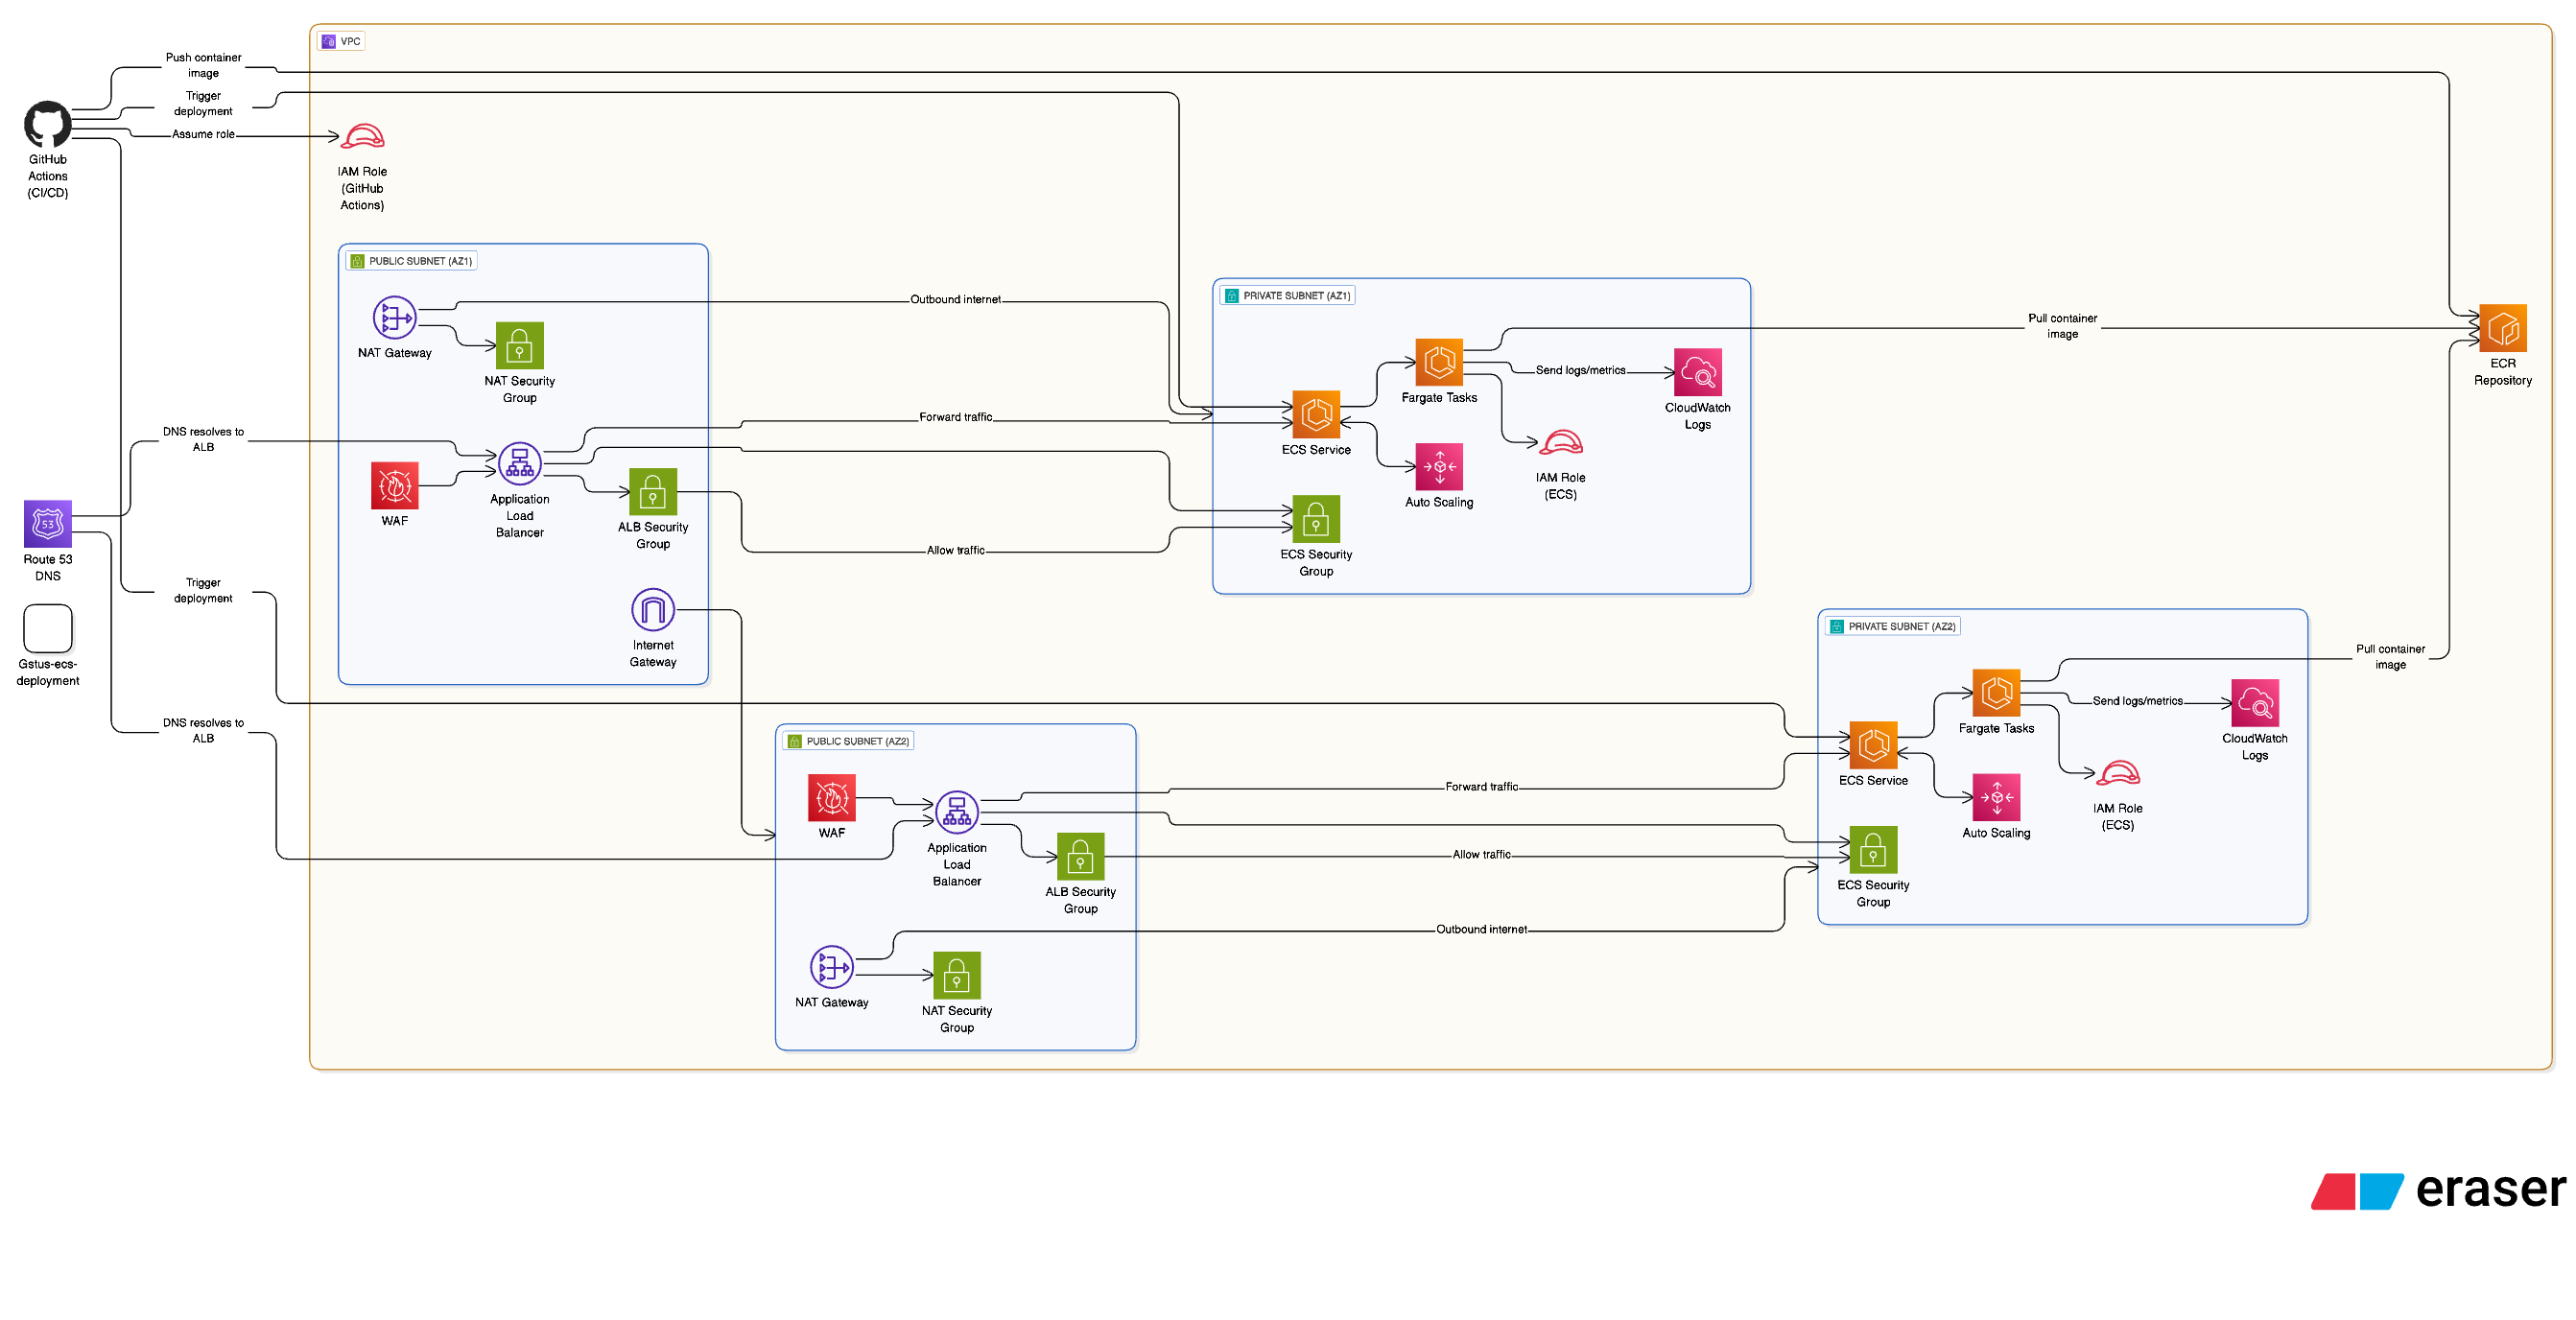 VPC
Push container
image
Trigger
deployment
Assume role
GitHub
Actions
(CI/CD)
IAM Role
(GitHub
Actions)
PUBLIC SUBNET (AZ1)
NAT Gateway
NAT Security
Group
Outbound internet
DNS resolves to
ALB
WAF
Application
Load
Balancer
ALB Security
Group
Forward traffic
Allow traffic
Internet
Gateway
PRIVATE SUBNET (AZ1)
ECS Service
Fargate Tasks
Send logs/metrics
CloudWatch
Logs
Auto Scaling
IAM Role
(ECS)
ECS Security
Group
Pull container
image
ECR
Repository
53
Route 53
DNS
Trigger
deployment
Gstus-ecs-
deployment
DNS resolves to
ALB
PUBLIC SUBNET (AZ2)
WAF
Application
Load
Balancer
ALB Security
Group
NAT Gateway
NAT Security
Group
Forward traffic
Allow traffic
Outbound internet
PRIVATE SUBNET (AZ2)
ECS Service
Fargate Tasks
Send logs/metrics
CloudWatch
Logs
Auto Scaling
IAM Role
(ECS)
ECS Security
Group
Pull container
image
eraser